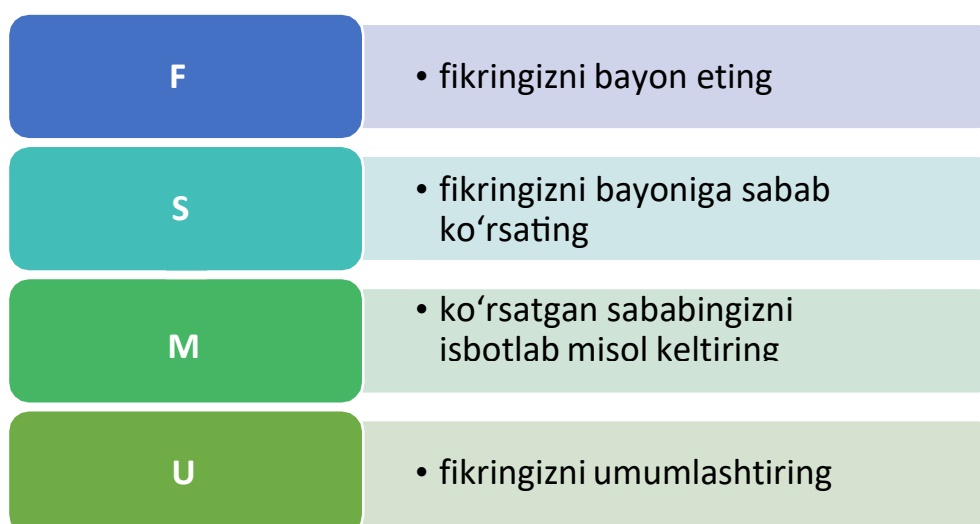 F
• fikringizni bayon eting
S
• fikringizni bayoniga sabab
ko‘rsating
M
• ko‘rsatgan sababingizni
isbotlab misol keltiring
U
• fikringizni umumlashtiring